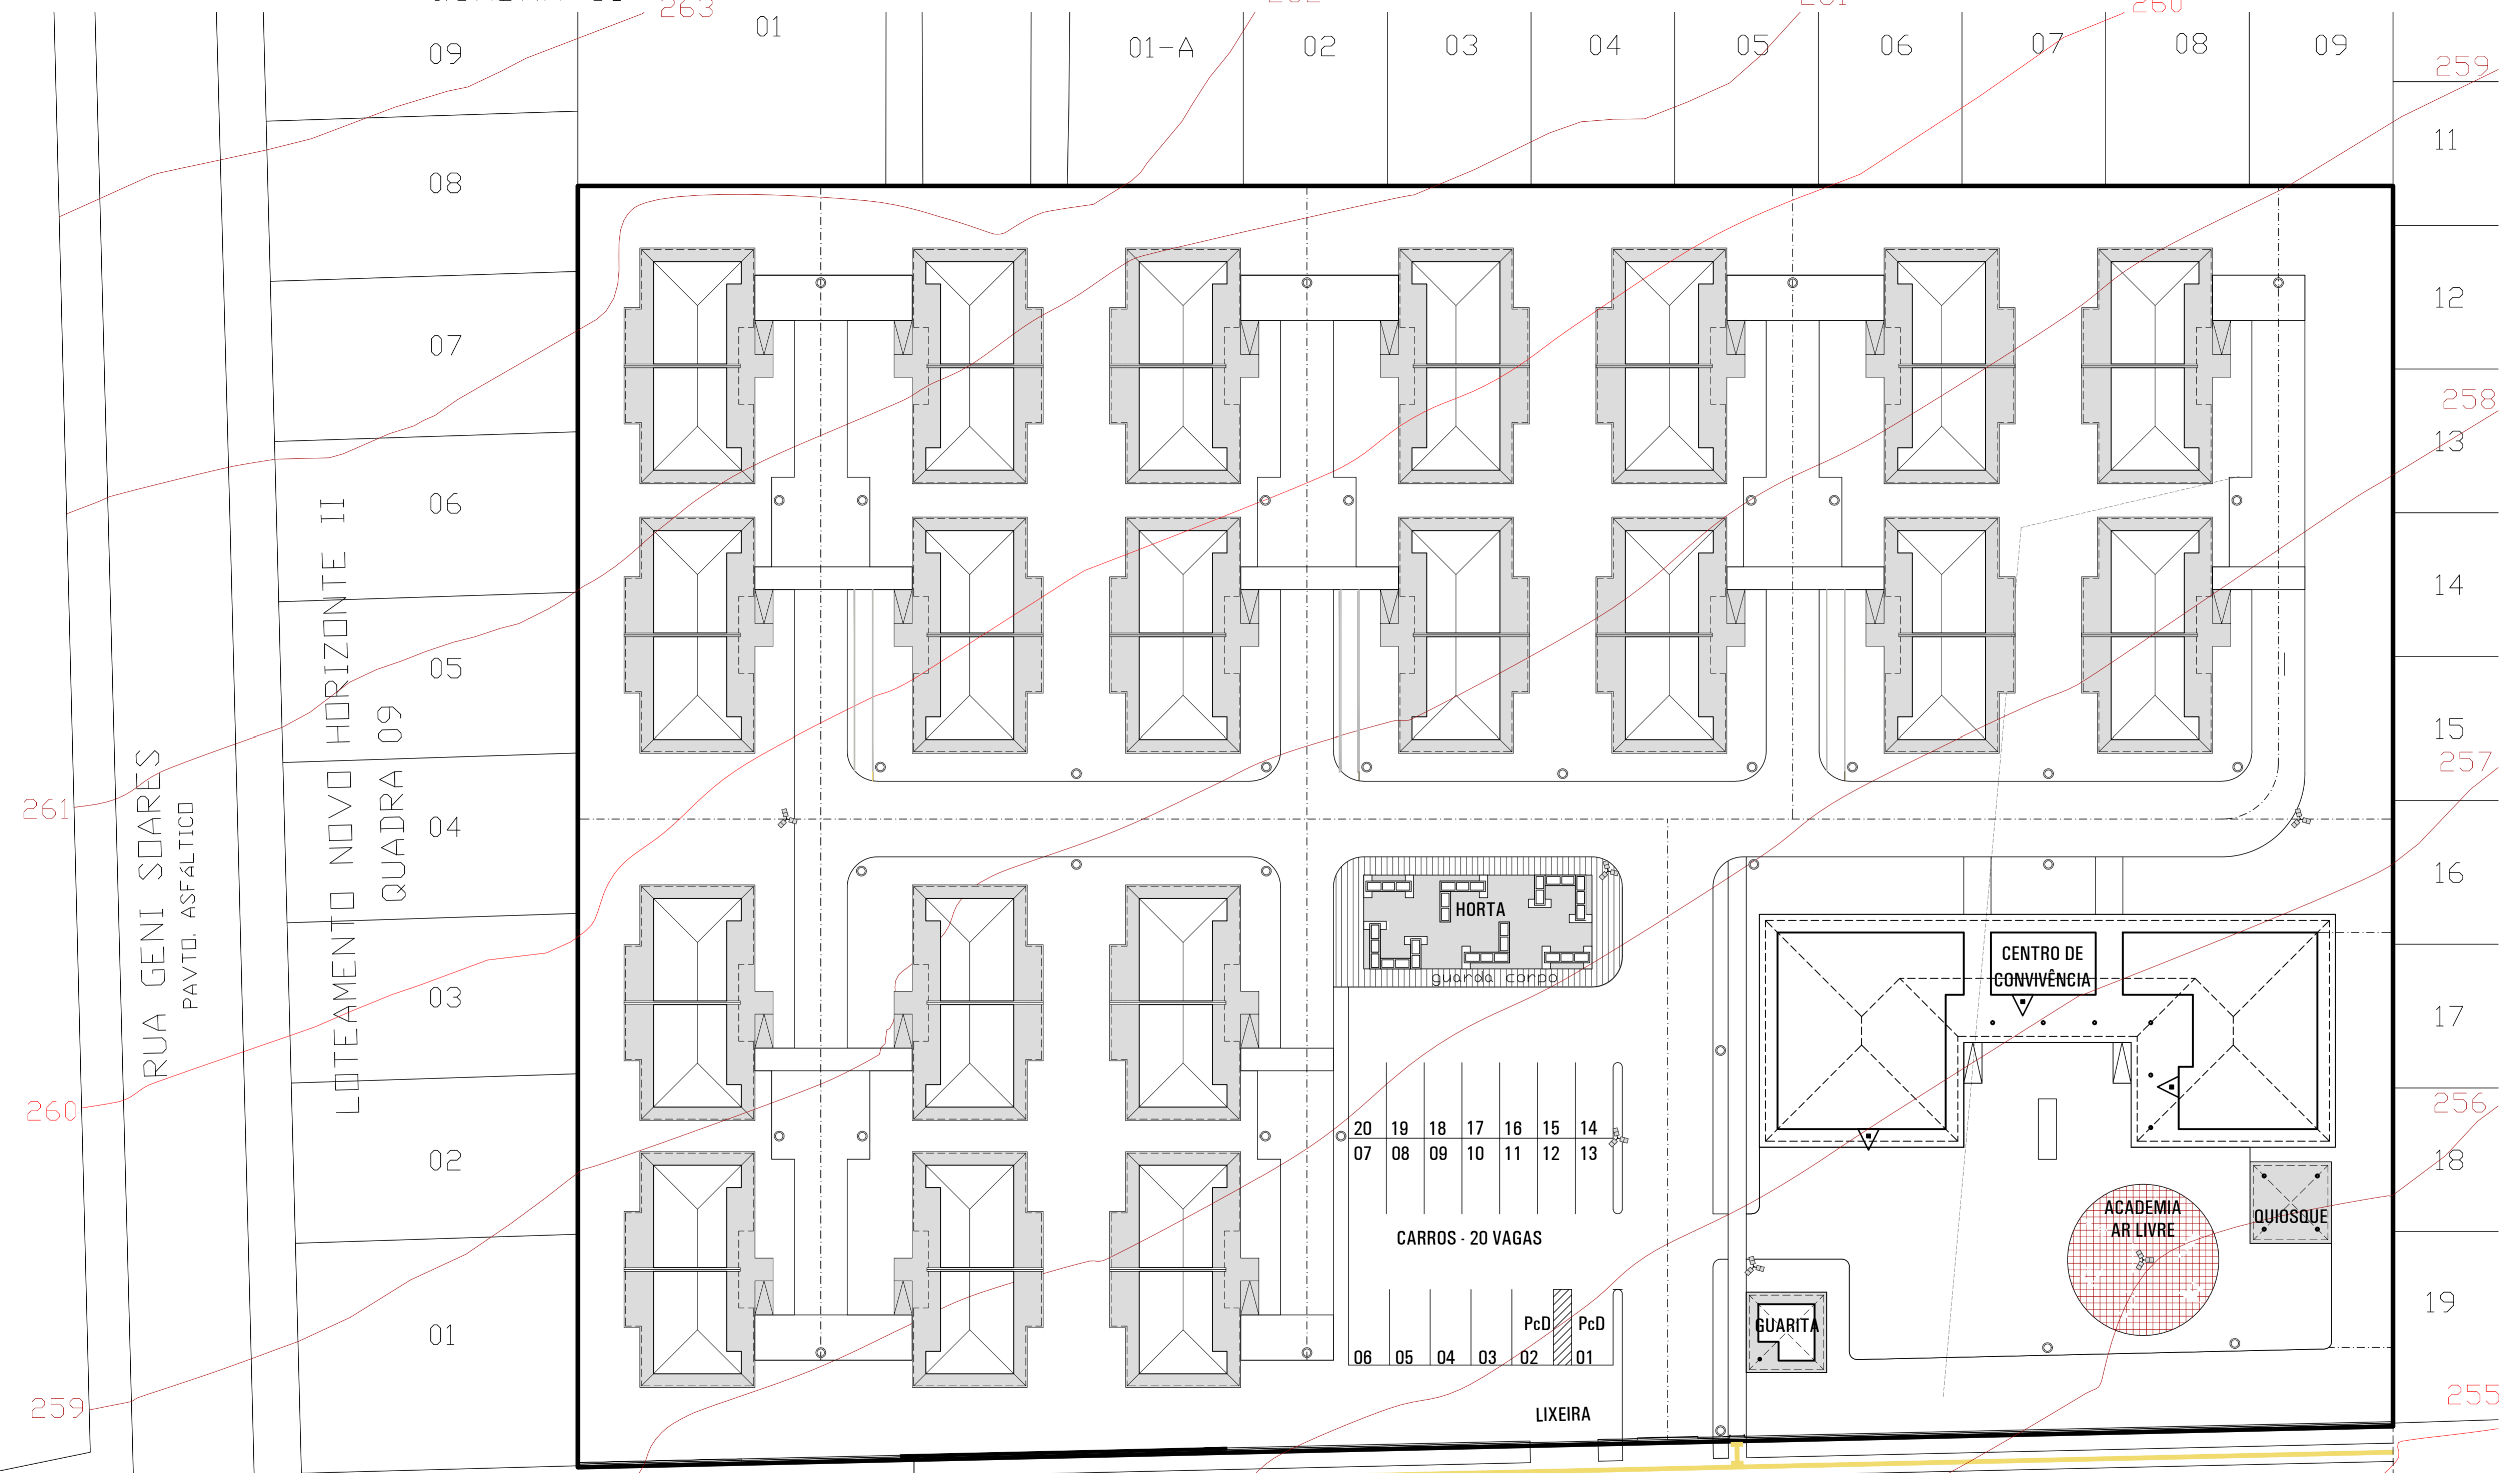 263
01
01-A
02
03
04
05
06
07
08
09
260
259
09
08
07
06
05
04
03
02
01
11
12
258
13
14
15
257
16
17
256
18
19
255
261
260
259
RUA GENI SOARES
PAVTO. ASFÁLTICO
LOTEAMENTO NOVO HORIZONTE II
QUADRA 09
HORTA
guarda corpo
CENTRO DE
CONVIVÊNCIA
20 19 18 17 16 15 14
07 08 09 10 11 12 13
CARROS - 20 VAGAS
ACADEMIA
AR LIVRE
QUIOSQUE
PcD PcD
06 05 04 03 02 01
GUARITA
LIXEIRA